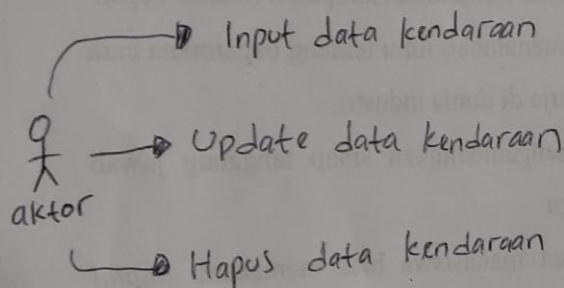 Input data kendaraan
Update data kendaraan
aktor
Hapus data kendaraan